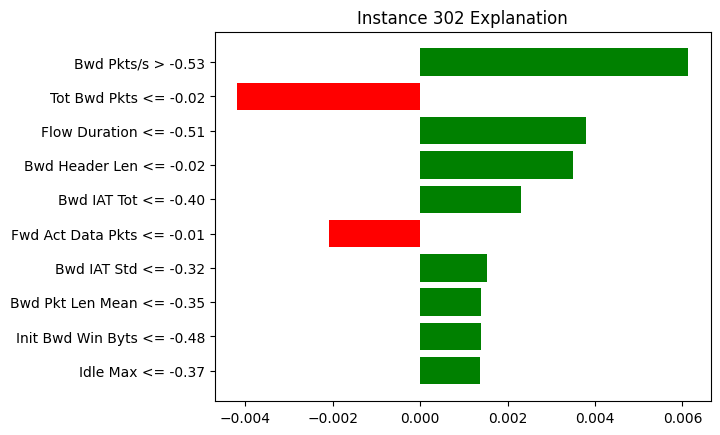 Instance 302 Explanation
Bwd Pkts/s > -0.53
Tot Bwd Pkts <= -0.02
Flow Duration <= -0.51
Bwd Header Len <= -0.02
Bwd IAT Tot <= -0.40
Fwd Act Data Pkts <= -0.01
Bwd IAT Std <= -0.32
Bwd Pkt Len Mean <= -0.35
Init Bwd Win Byts <= -0.48
Idle Max <= -0.37
−0.004 −0.002 0.000 0.002 0.004 0.006